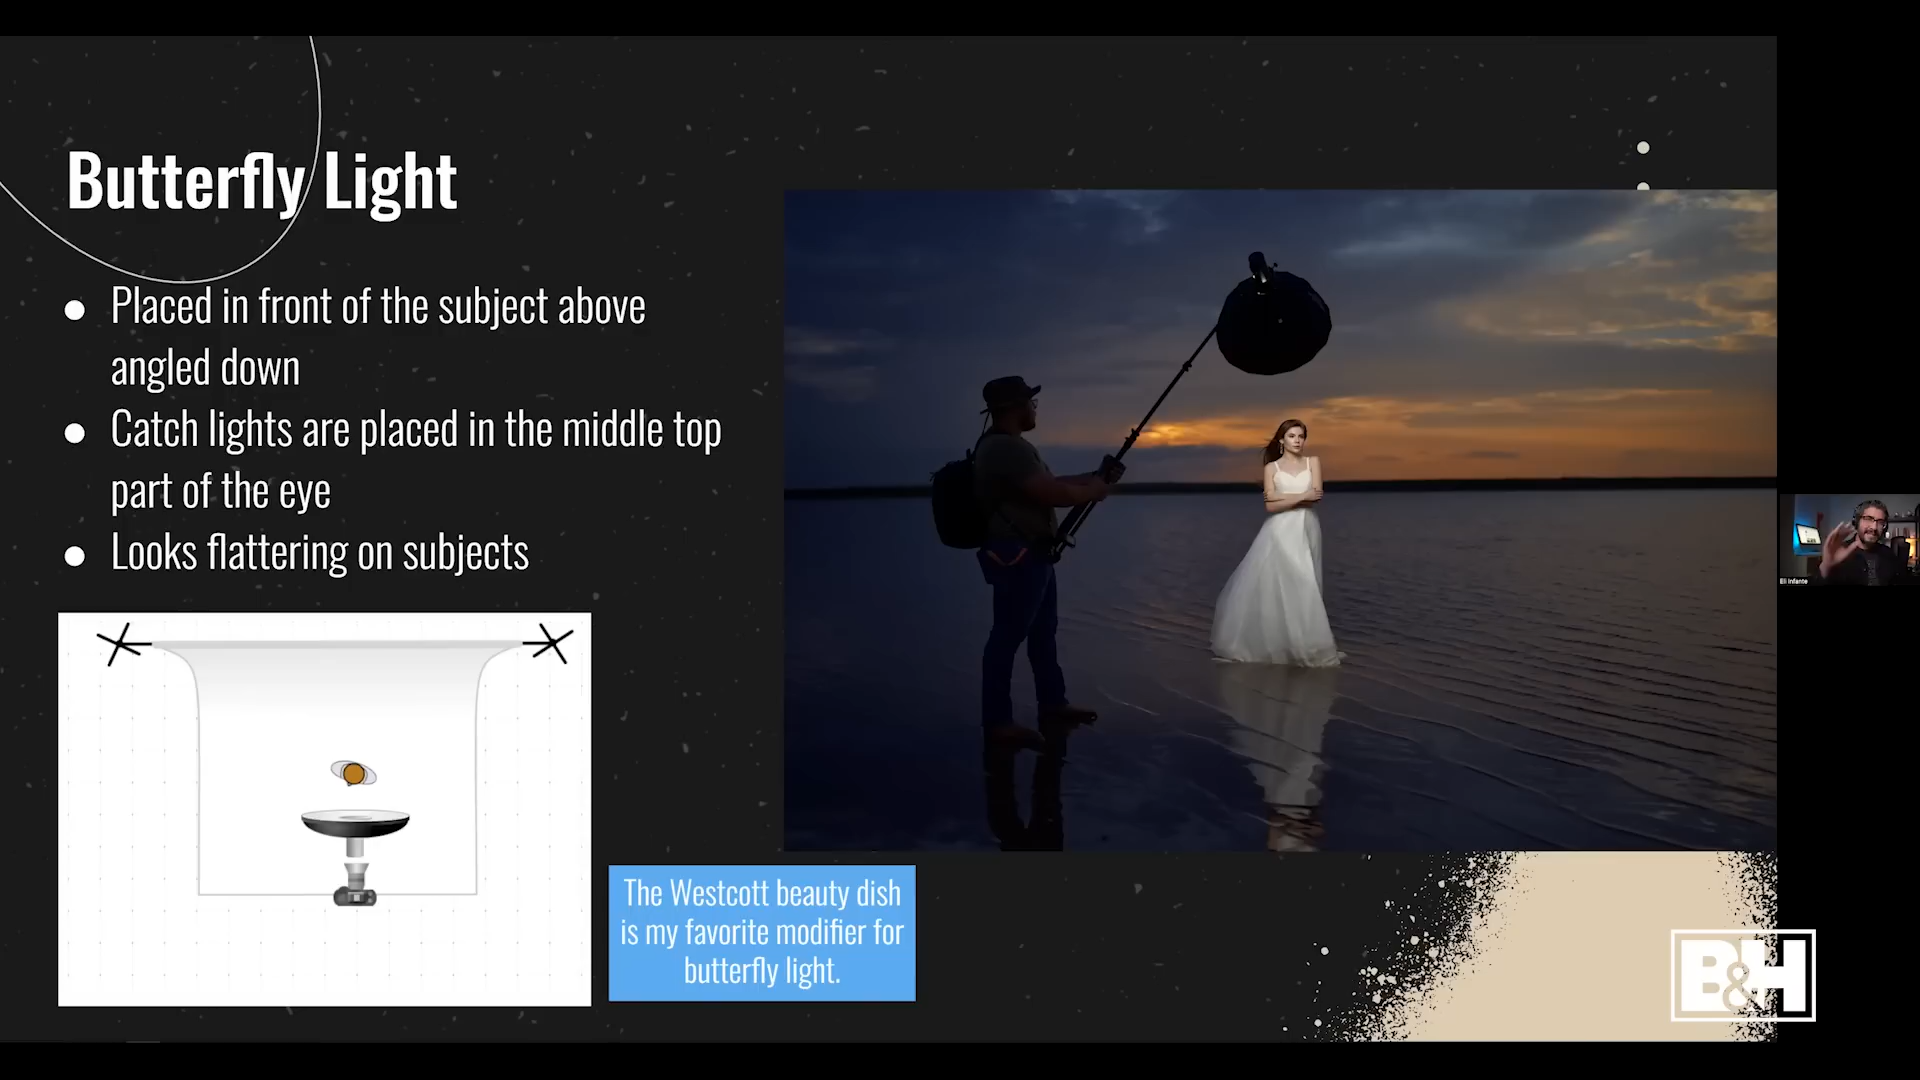 Butterfly Light
● Placed in front of the subject above
angled down
● Catch lights are placed in the middle top
part of the eye
● Looks flattering on subjects
The Westcott beauty dish
is my favorite modifier for
butterfly light.
Eli Infante
B&H